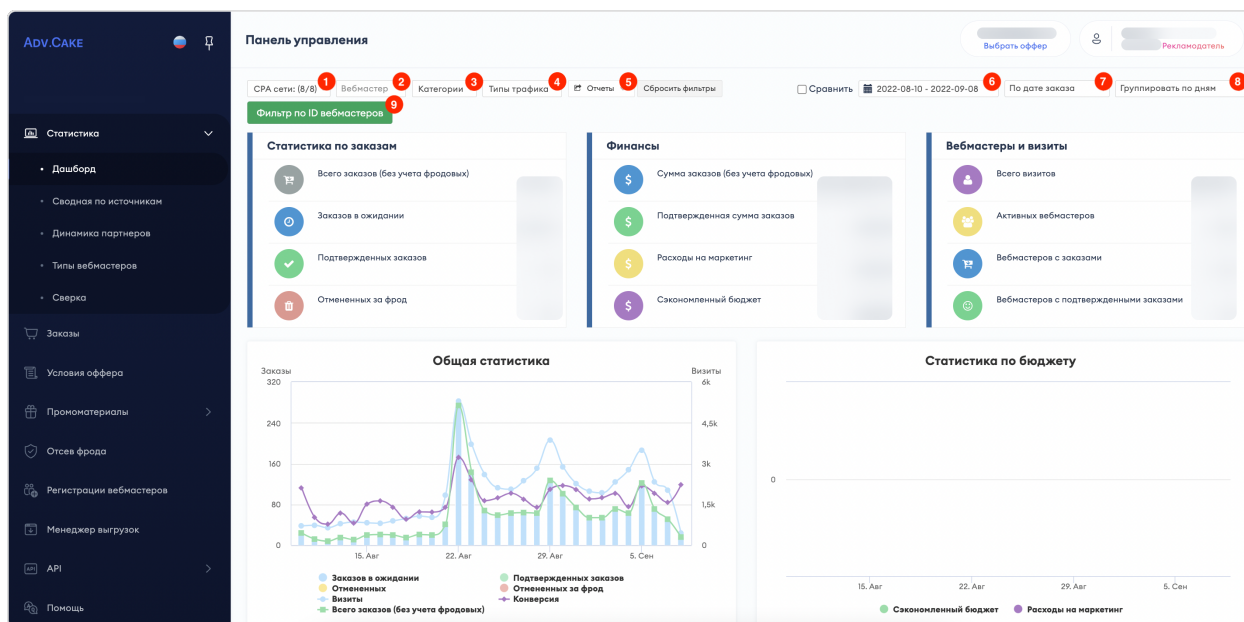 ADV.CAKE
Панель управления
Выбрать оффер
Рекламодатель
CPA сети: (8/8) 1
Вебмастер 2
Категории 3
Типы трафика 4
Отчеты 5
Сбросить фильтры
Сравнить
2022-08-10 - 2022-09-08 6
По дате заказа 7
Группировать по дням 8
Фильтр по ID вебмастеров 9
Статистика
Дашборд
Сводная по источникам
Динамика партнеров
Типы вебмастеров
Сверка
Заказы
Условия оффера
Промоматериалы
Отсев фрода
Регистрации вебмастеров
Менеджер выгрузок
API API
Помощь
Статистика по заказам
Всего заказов (без учета фродовых)
Заказов в ожидании
Подтвержденных заказов
Отмененных за фрод
Финансы
$ Сумма заказов (без учета фродовых)
$ Подтвержденная сумма заказов
$ Расходы на маркетинг
$ Сэкономленный бюджет
Вебмастеры и визиты
Всего визитов
Активных вебмастеров
Вебмастеров с заказами
Вебмастеров с подтвержденными заказами
Общая статистика
Заказы Визиты
320 6k
240 4,5k
160 3k
80 1,5k
0 0
15. Авг 22. Авг 29. Авг 5. Сен
Заказов в ожидании Подтвержденных заказов
Отмененных Отмененных за фрод
Визиты Конверсия
Всего заказов (без учета фродовых)
Статистика по бюджету
0
15. Авг 22. Авг 29. Авг 5. Сен
Сэкономленный бюджет Расходы на маркетинг